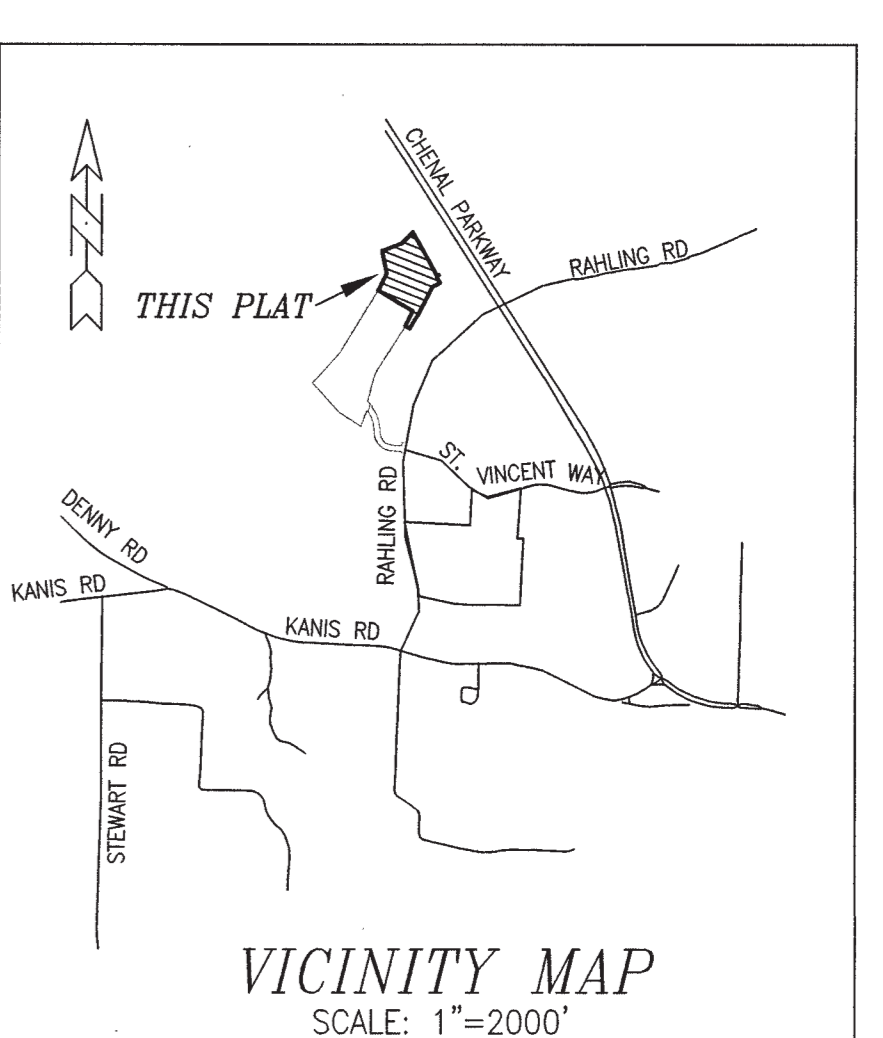 CHENAL PARKWAY
RAHLING RD
THIS PLAT
ST. VINCENT WAY
RAHLING RD
DENNY RD
KANIS RD
KANIS RD
STEWART RD
VICINITY MAP
SCALE: 1"=2000'